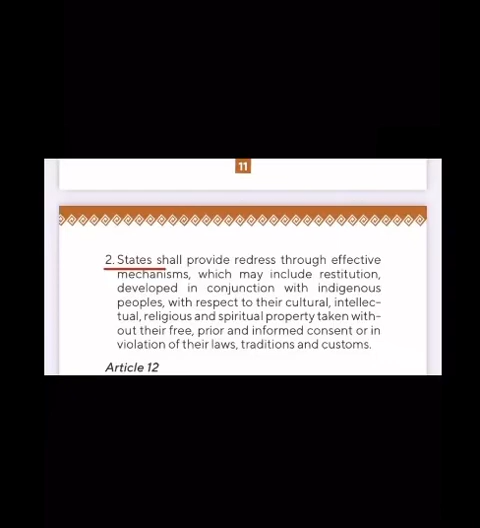 11
2. States shall provide redress through effective
mechanisms, which may include restitution,
developed in conjunction with indigenous
peoples, with respect to their cultural, intellec-
tual, religious and spiritual property taken with-
out their free, prior and informed consent or in
violation of their laws, traditions and customs.
Article 12